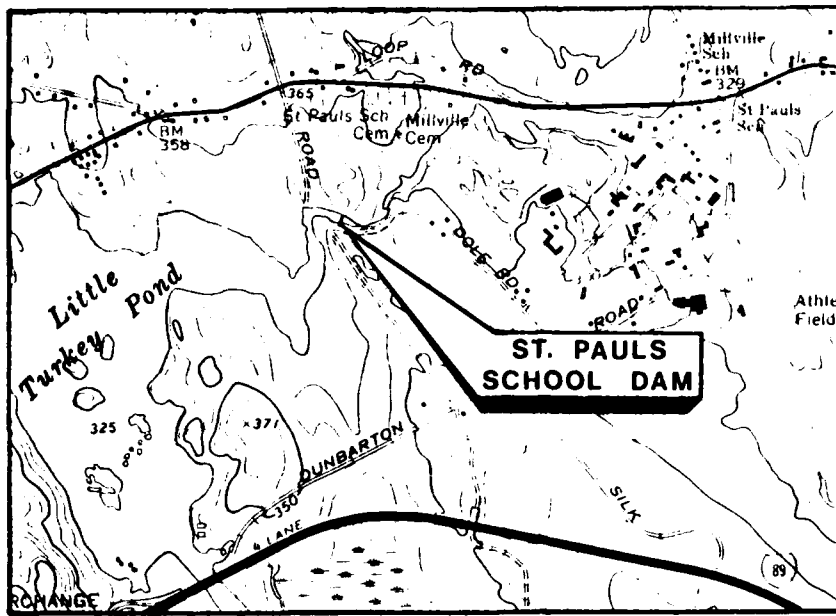 LOOP
RD
Millville
Sch
BM
329
St Pauls
Sch
365
St Pauls Sch
Cem
Millville
Cem
BM
358
ROAD
DOLE RD
Little
Turkey Pond
ROAD
Athle
Field
ST. PAULS
SCHOOL DAM
325
×371
DUNBARTON
350
4 LANE
SILK
89
RCHANGE